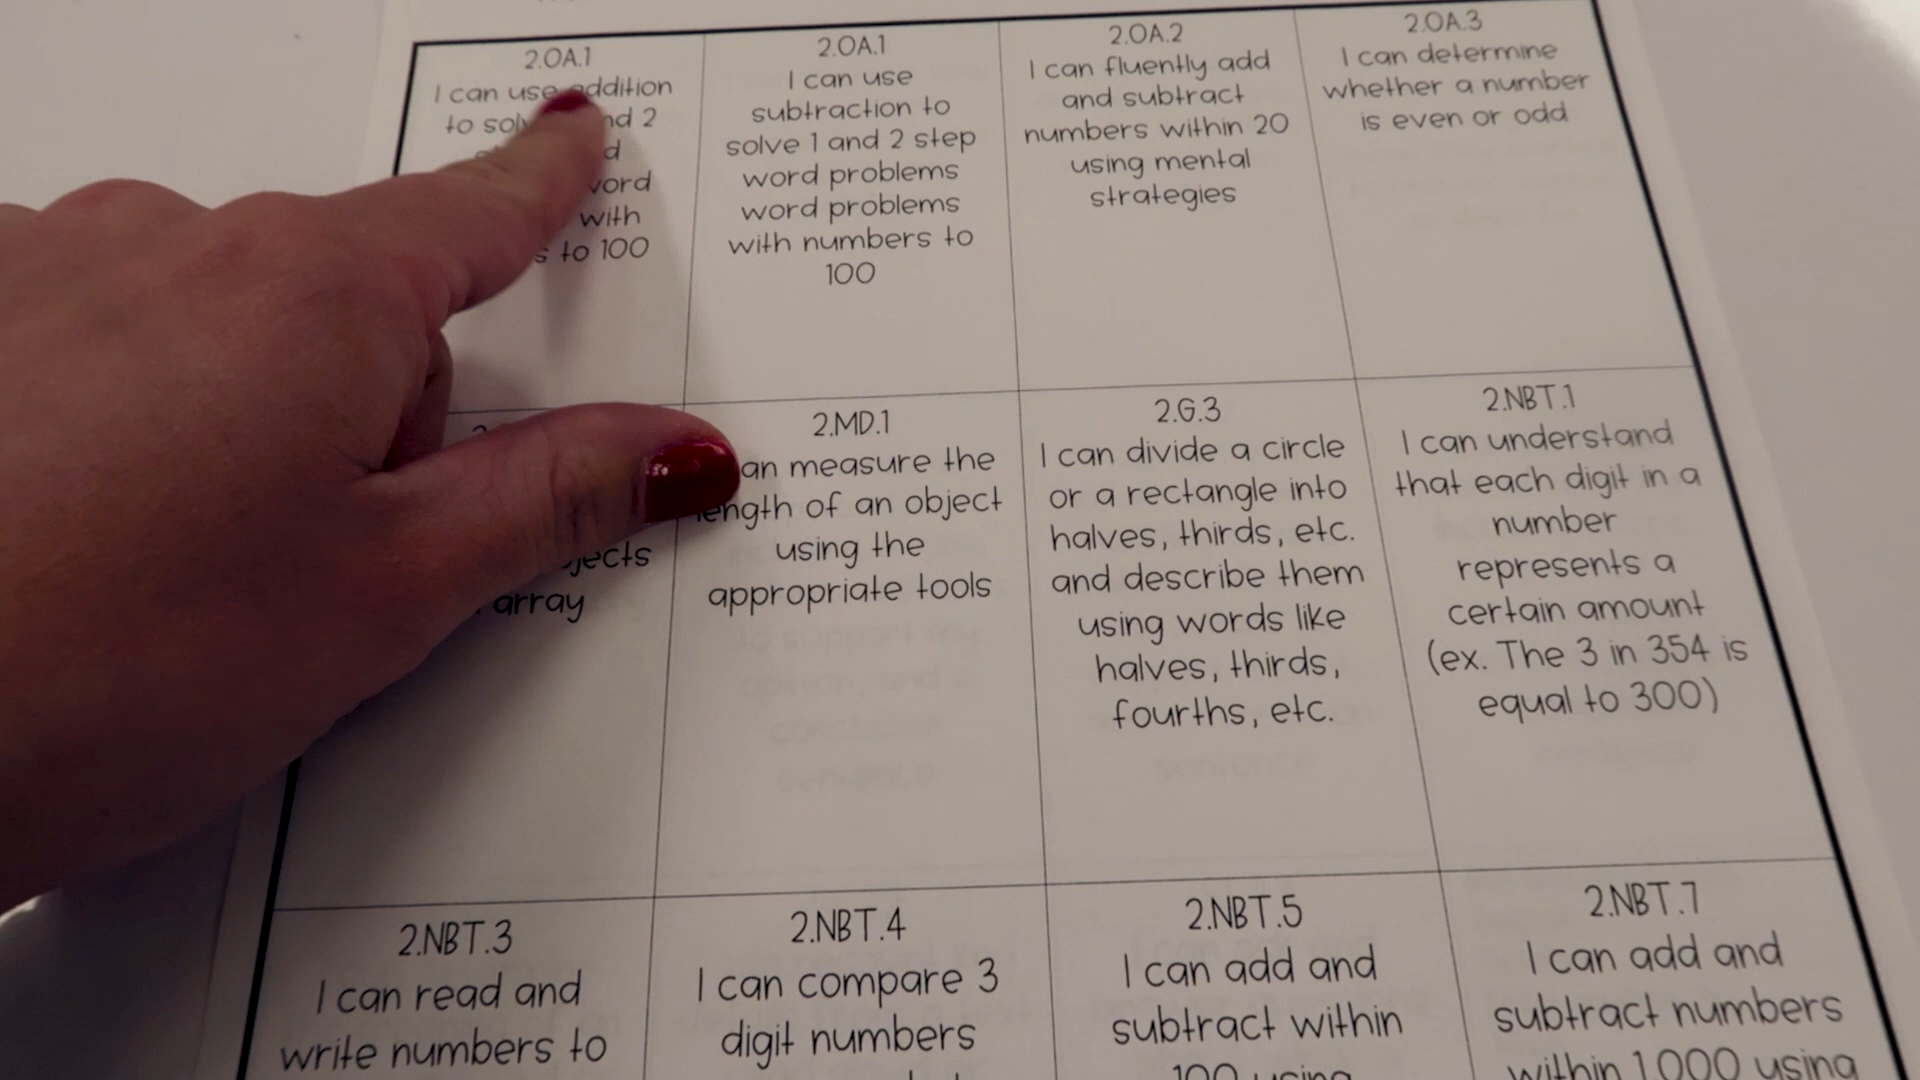 2.OA.1
I can use addition
to nd 2
d
with
to 100
2.OA.1
I can use
subtraction to
solve 1 and 2 step
word problems
word problems
with numbers to
100
2.OA.2
I can fluently add
and subtract
numbers within 20
using mental
strategies
2.OA.3
I can determine
whether a number
is even or odd
array
2.MD.1
an measure the
ngth of an object
using the
appropriate tools
2.G.3
I can divide a circle
or a rectangle into
halves, thirds, etc.
and describe them
using words like
halves, thirds,
fourths, etc.
2.NBT.1
I can understand
that each digit in a
number
represents a
certain amount
(ex. The 3 in 354 is
equal to 300)
2.NBT.3
I can read and
write numbers to
2.NBT.4
I can compare 3
digit numbers
2.NBT.5
I can add and
subtract within
100 using
2.NBT.7
I can add and
subtract numbers
within 1,000 using